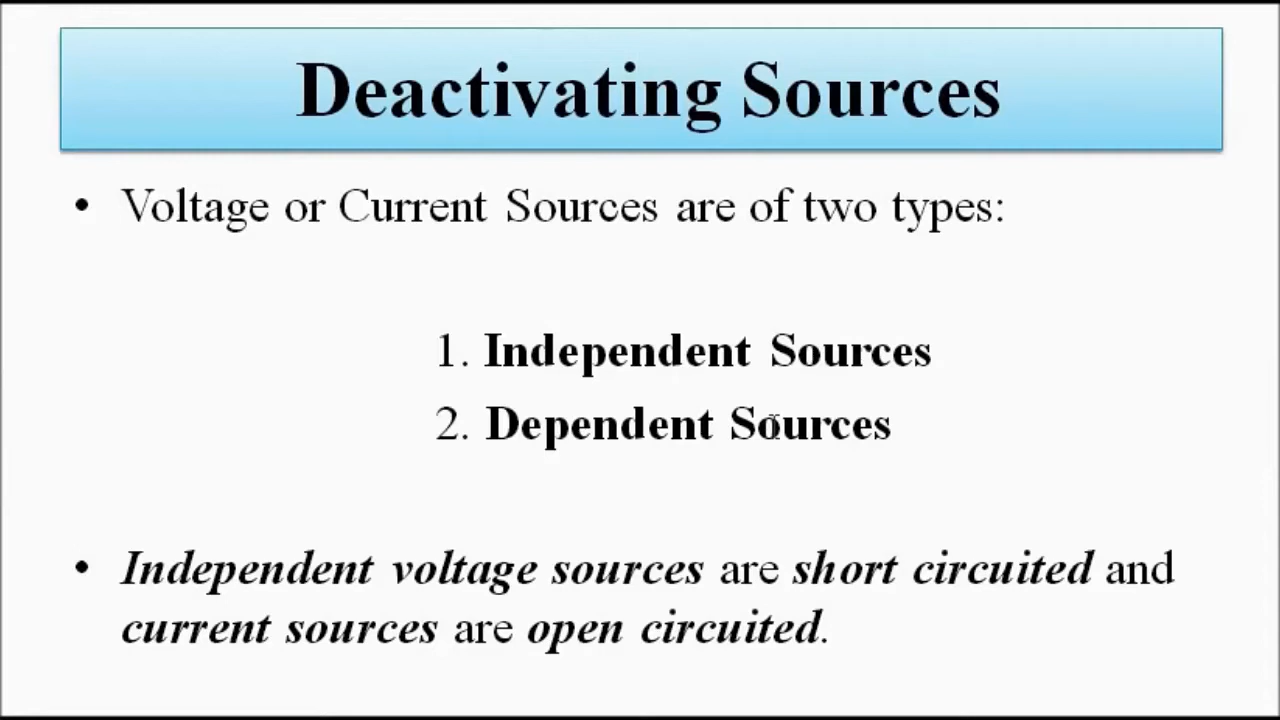 Deactivating Sources
• Voltage or Current Sources are of two types:
1. Independent Sources
2. Dependent Sources
• Independent voltage sources are short circuited and
current sources are open circuited.